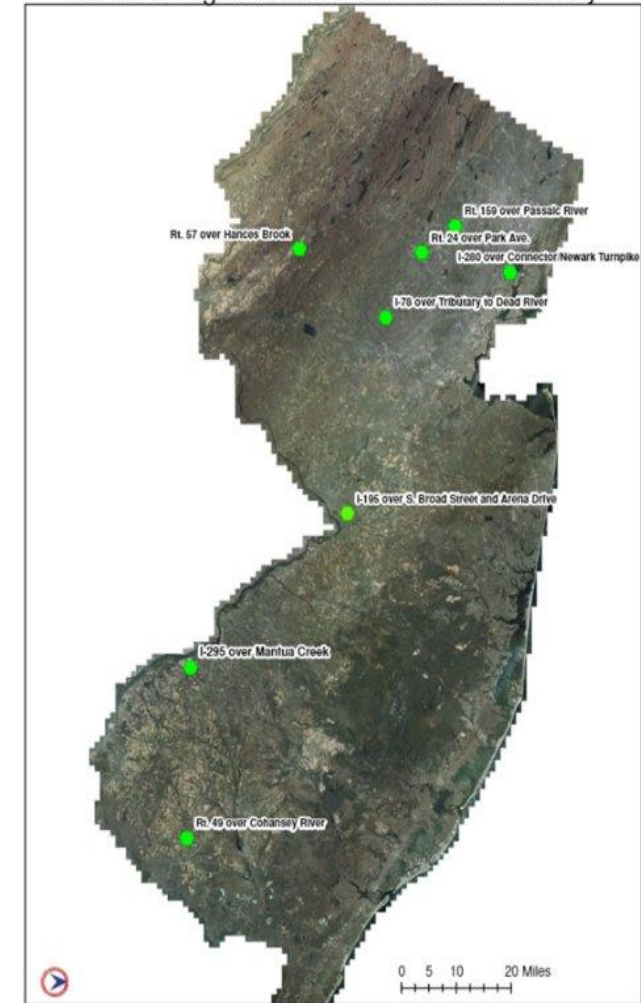 Rt. 159 over Passaic River
Rt. 57 over Hances Brook
Rt. 24 over Park Ave.
I-280 over Connector/Newark Turnpike
I-78 over Tributary to Dead River
I-195 over S. Broad Street and Arena Drive
I-295 over Mantua Creek
Rt. 49 over Cohansey River
0 5 10 20 Miles